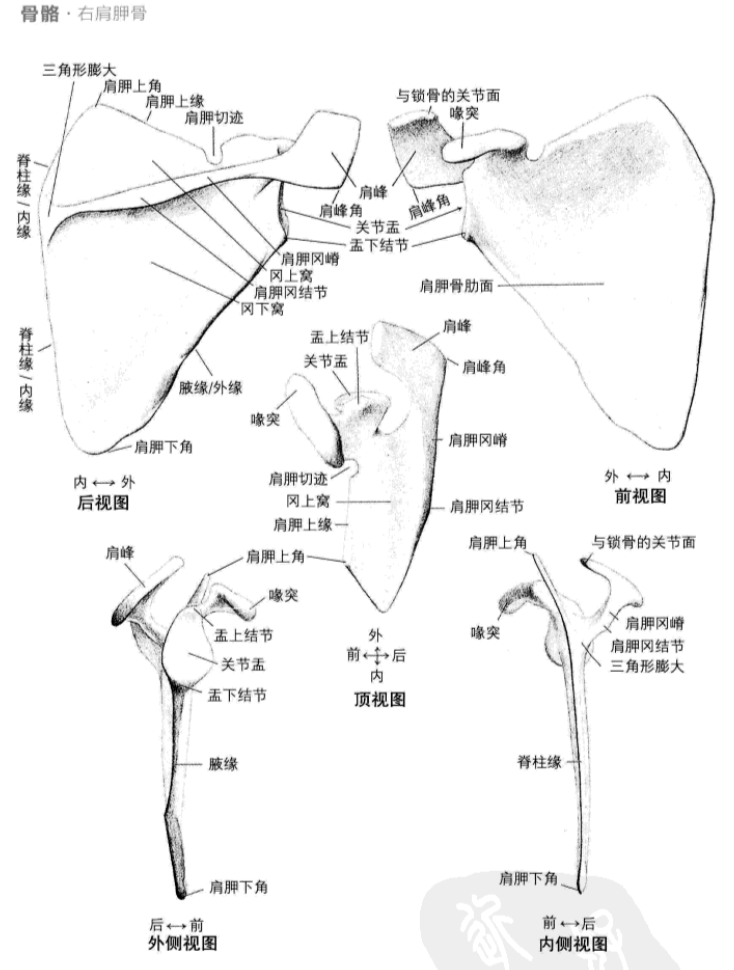 骨骼·右肩胛骨
三角形膨大
肩胛上角
肩胛上缘
肩胛切迹
脊柱缘/内缘
肩峰
肩峰角
关节盂
盂下结节
肩胛冈嵴
冈上窝
肩胛冈结节
冈下窝
脊柱缘/内缘
腋缘/外缘
肩胛下角
内↔外
后视图
与锁骨的关节面
喙突
肩峰角
肩胛骨肋面
外↔内
前视图
盂上结节
关节盂
喙突
肩峰
肩峰角
肩胛冈嵴
肩胛切迹
冈上窝
肩胛上缘
肩胛冈结节
肩胛上角
外
前 后
内
顶视图
肩峰
喙突
盂上结节
关节盂
盂下结节
腋缘
肩胛下角
后↔前
外侧视图
肩胛上角
与锁骨的关节面
喙突
肩胛冈嵴
肩胛冈结节
三角形膨大
脊柱缘
肩胛下角
前↔后
内侧视图